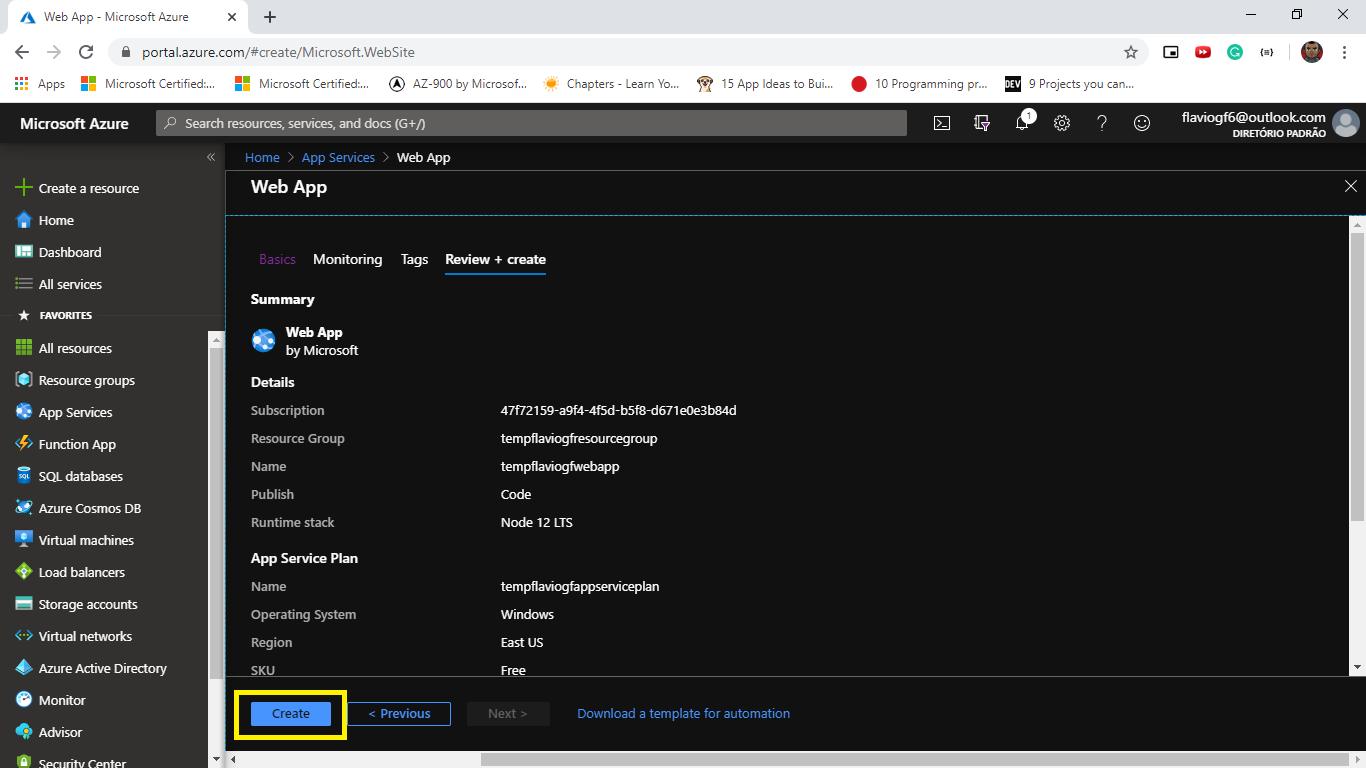 Web App - Microsoft Azure
portal.azure.com/#create/Microsoft.WebSite
Apps
Microsoft Certified:...
Microsoft Certified:...
AZ-900 by Microsof...
Chapters - Learn Yo...
15 App Ideas to Bui...
10 Programming pr...
DEV
9 Projects you can...
Microsoft Azure
Search resources, services, and docs (G+/)
1
flaviogf6@outlook.com
DIRETÓRIO PADRÃO
Create a resource
Home
Dashboard
All services
FAVORITES
All resources
Resource groups
App Services
Function App
SQL
SQL databases
Azure Cosmos DB
Virtual machines
Load balancers
Storage accounts
Virtual networks
Azure Active Directory
Monitor
Advisor
Security Center
Home > App Services > Web App
Web App
Basics Monitoring Tags Review + create
Summary
Web App
by Microsoft
Details
Subscription 47f72159-a9f4-4f5d-b5f8-d671e0e3b84d
Resource Group tempflaviogfresourcegroup
Name tempflaviogfwebapp
Publish Code
Runtime stack Node 12 LTS
App Service Plan
Name tempflaviogfappserviceplan
Operating System Windows
Region East US
SKU Free
Create
< Previous
Next >
Download a template for automation